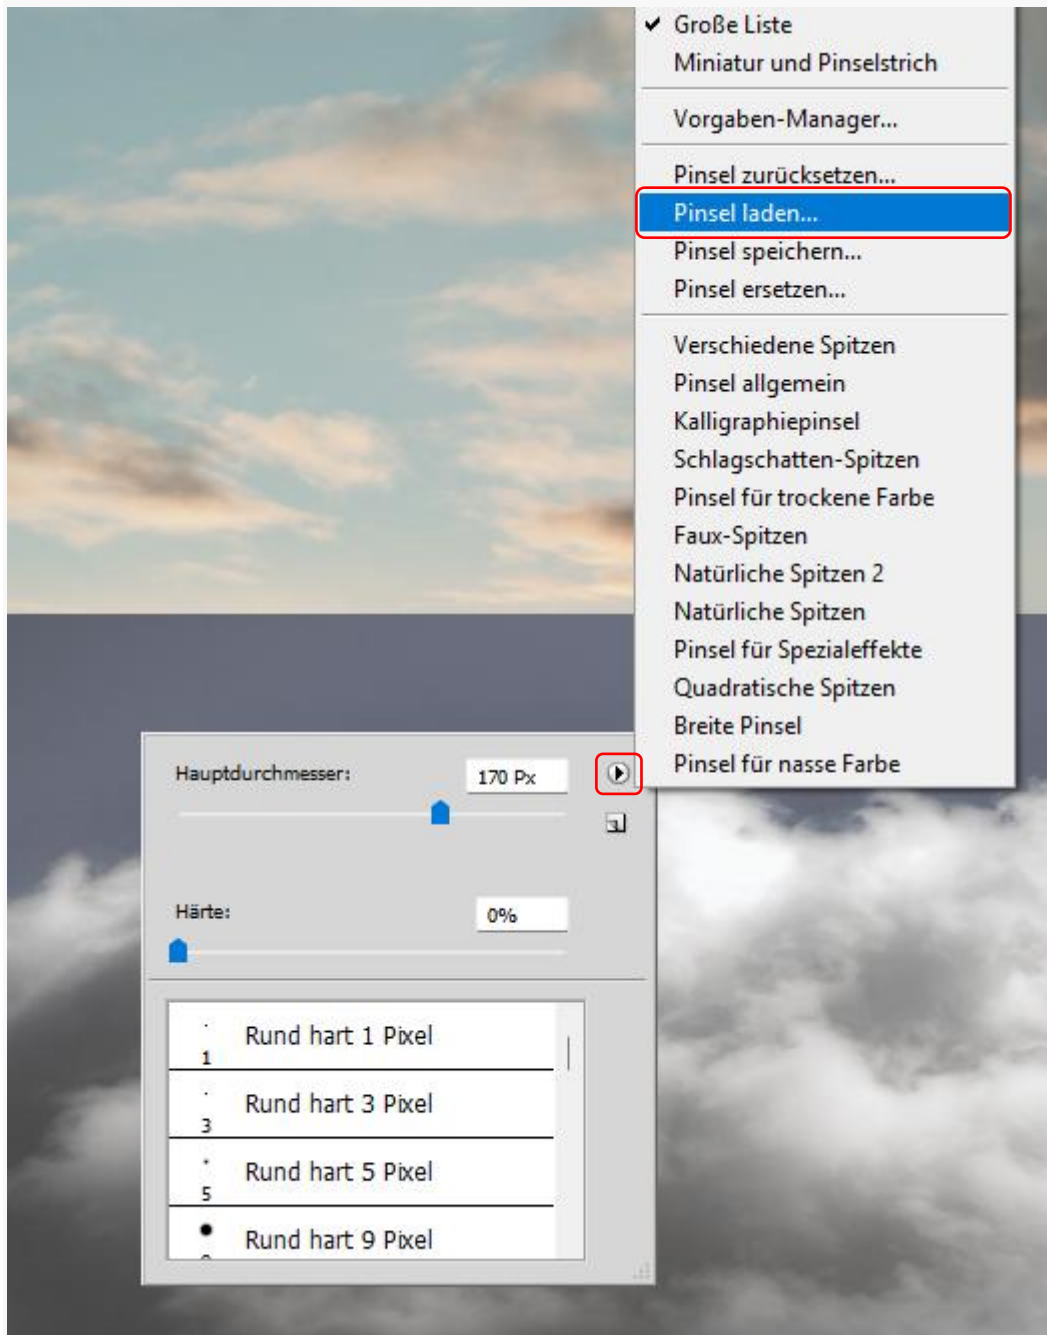 Große Liste
Miniatur und Pinselstrich
Vorgaben-Manager...
Pinsel zurücksetzen...
Pinsel laden...
Pinsel speichern...
Pinsel ersetzen...
Verschiedene Spitzen
Pinsel allgemein
Kalligraphiepinsel
Schlagschatten-Spitzen
Pinsel für trockene Farbe
Faux-Spitzen
Natürliche Spitzen 2
Natürliche Spitzen
Pinsel für Spezialeffekte
Quadratische Spitzen
Breite Pinsel
Pinsel für nasse Farbe
Hauptdurchmesser: 170 Px
Härte: 0%
Rund hart 1 Pixel
1
Rund hart 3 Pixel
3
Rund hart 5 Pixel
5
Rund hart 9 Pixel